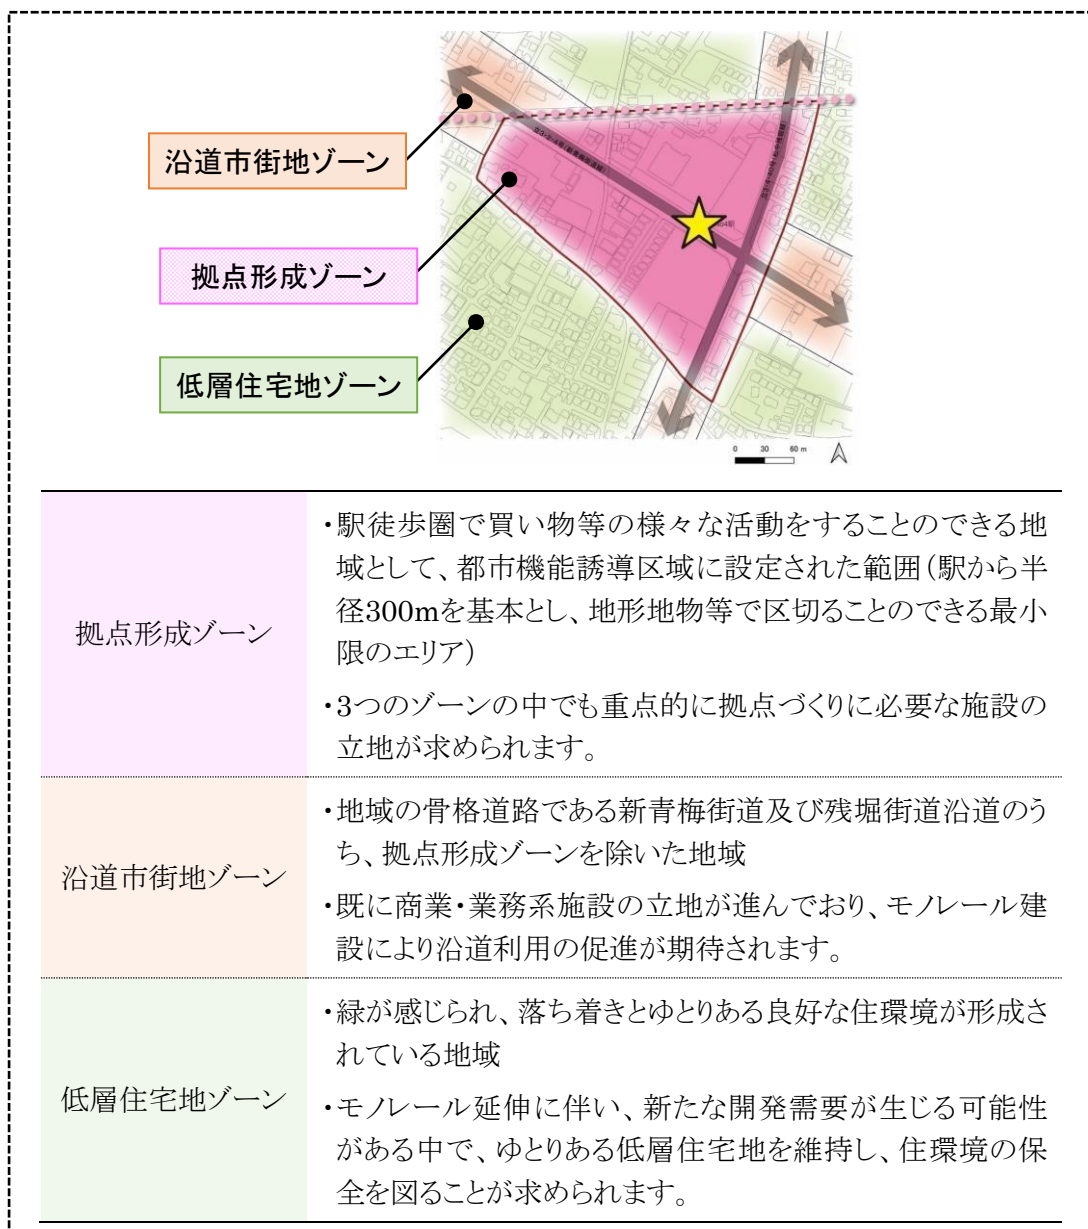 沿道市街地ゾーン
拠点形成ゾーン
低層住宅地ゾーン
0 30 60 m
拠点形成ゾーン
・駅徒歩圏で買い物等の様々な活動をすることのできる地
域として、都市機能誘導区域に設定された範囲(駅から半
径300mを基本とし、地形地物等で区切ることのできる最小
限のエリア)
・3つのゾーンの中でも重点的に拠点づくりに必要な施設の
立地が求められます。
沿道市街地ゾーン
・地域の骨格道路である新青梅街道及び残堀街道沿道のう
ち、拠点形成ゾーンを除いた地域
・既に商業・業務系施設の立地が進んでおり、モノレール建
設により沿道利用の促進が期待されます。
低層住宅地ゾーン
・緑が感じられ、落ち着きとゆとりある良好な住環境が形成さ
れている地域
・モノレール延伸に伴い、新たな開発需要が生じる可能性
がある中で、ゆとりある低層住宅地を維持し、住環境の保
全を図ることが求められます。